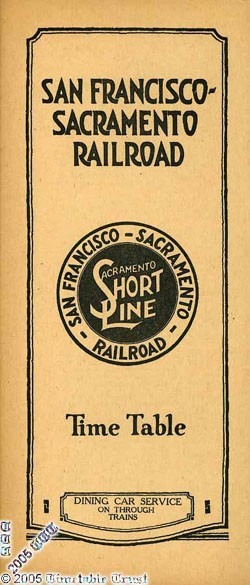 SAN FRANCISCO-
SACRAMENTO
RAILROAD
SAN FRANCISCO - SACRAMENTO
- RAILROAD -
SACRAMENTO
SHORT
LINE
Time Table
DINING CAR SERVICE
ON THROUGH
TRAINS
© 2005 Timetable Tryst